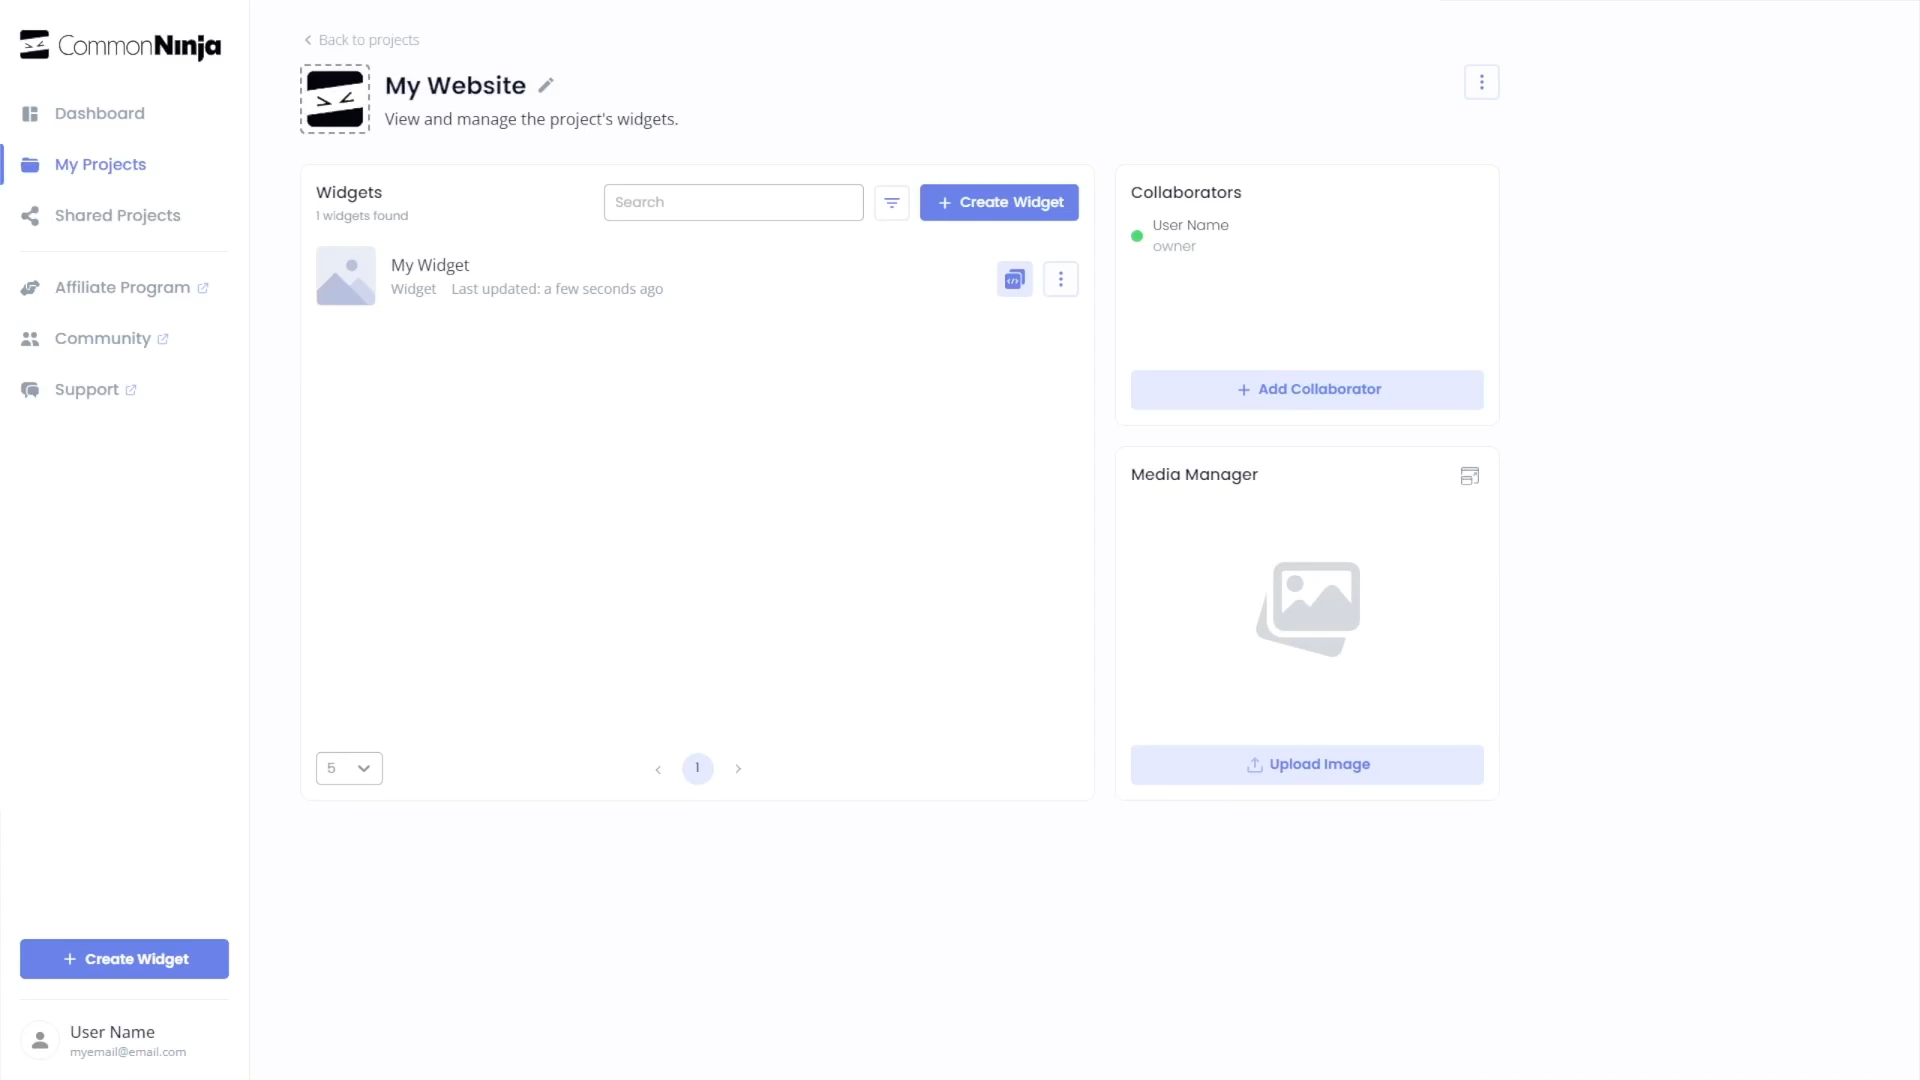 CommonNinja
Dashboard
My Projects
Shared Projects
Affiliate Program
Community
Support
Create Widget
User Name
myemail@email.com
Back to projects
My Website
View and manage the project's widgets.
Widgets
1 widgets found
Search
Create Widget
My Widget
Widget Last updated: a few seconds ago
5
1
Collaborators
User Name
owner
Add Collaborator
Media Manager
Upload Image